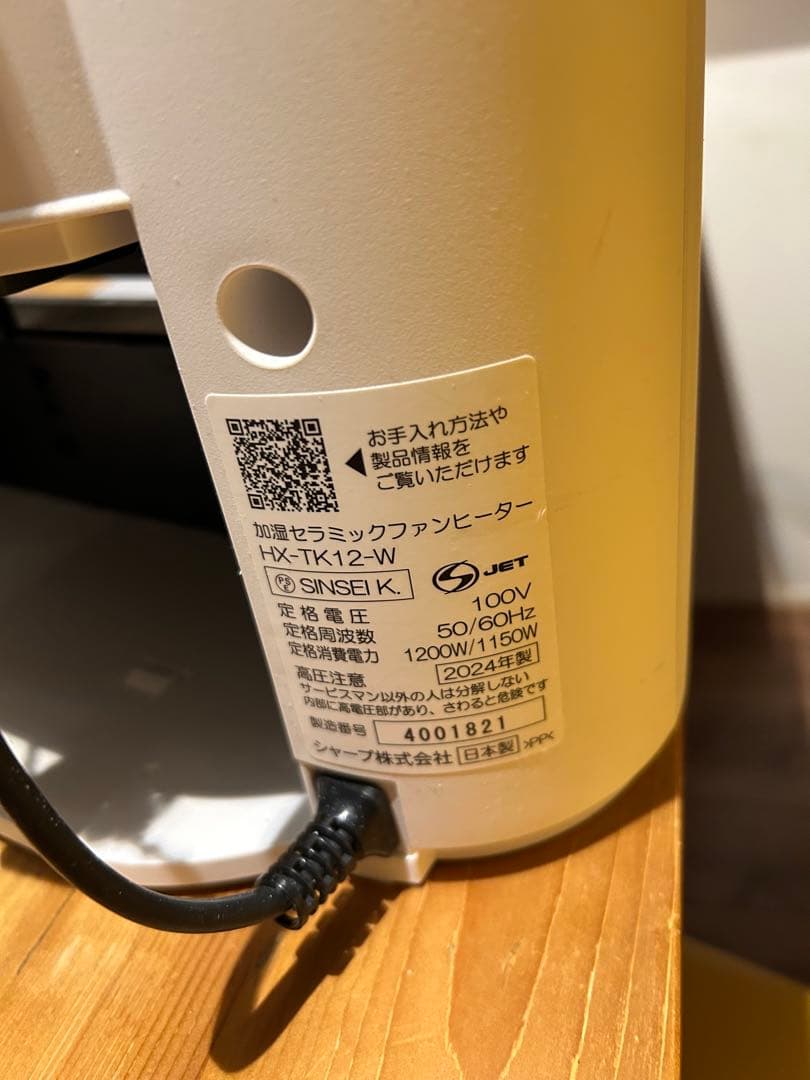 お手入れ方法や
◀製品情報を
ご覧いただけます
加湿セラミックファンヒーター
HX-TK12-W
PSE SINSEI K. S JET
定格電圧 100V
定格周波数 50/60Hz
定格消費電力 1200W/1150W
高圧注意 2024年製
サービスマン以外の人は分解しない
内部に高電圧部があり、さわると危険です
製造番号 4001821
シャープ株式会社 日本製 >PP<